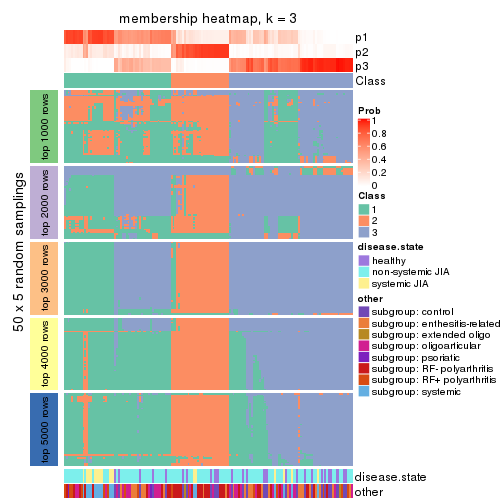 membership heatmap, k = 3
p1
p2
p3
Class
50 x 5 random samplings
top 1000 rows
top 2000 rows
top 3000 rows
top 4000 rows
top 5000 rows
disease.state
other
Prob
1
0.8
0.6
0.4
0.2
0
Class
1
2
3
disease.state
healthy
non-systemic JIA
systemic JIA
other
subgroup: control
subgroup: enthesitis-related
subgroup: extended oligo
subgroup: oligoarticular
subgroup: psoriatic
subgroup: RF- polyarthritis
subgroup: RF+ polyarthritis
subgroup: systemic